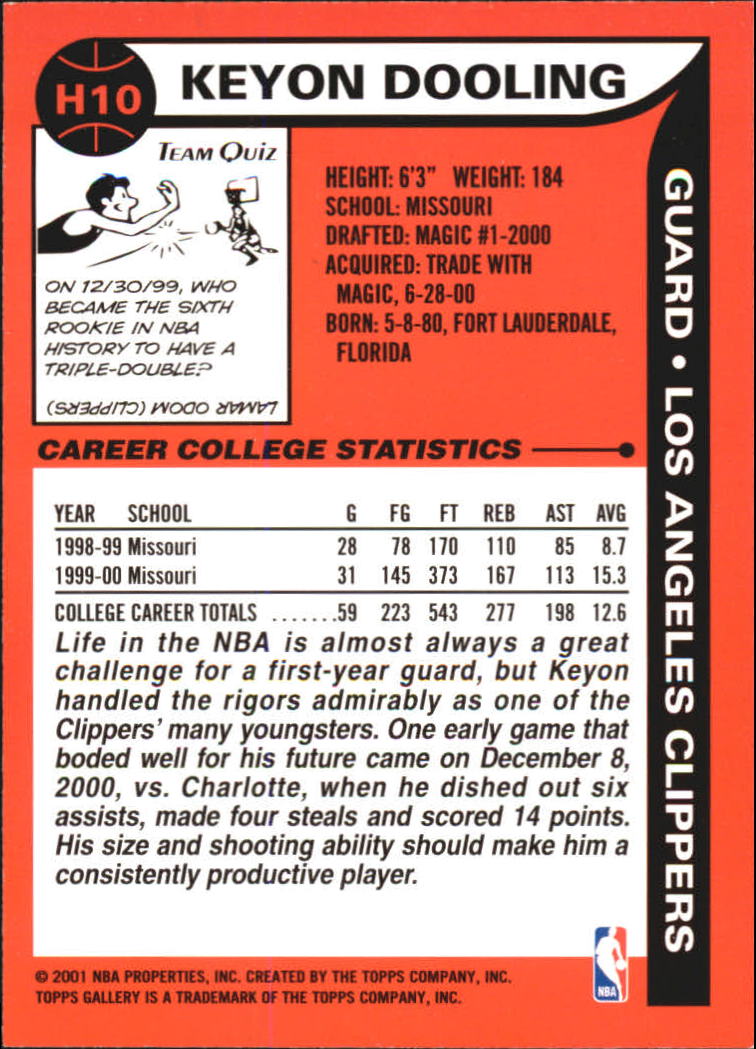 H10
KEYON DOOLING
TEAM QUIZ
ON 12/30/99, WHO
BECAME THE SIXTH
ROOKIE IN NBA
HISTORY TO HAVE A
TRIPLE-DOUBLE?
LAMAR ODOM (CLIPPERS)
HEIGHT: 6'3" WEIGHT: 184
SCHOOL: MISSOURI
DRAFTED: MAGIC #1-2000
ACQUIRED: TRADE WITH
MAGIC, 6-28-00
BORN: 5-8-80, FORT LAUDERDALE,
FLORIDA
GUARD • LOS ANGELES CLIPPERS
CAREER COLLEGE STATISTICS
YEAR SCHOOL G FG FT REB AST AVG
1998-99 Missouri 28 78 170 110 85 8.7
1999-00 Missouri 31 145 373 167 113 15.3
COLLEGE CAREER TOTALS .......59 223 543 277 198 12.6
Life in the NBA is almost always a great
challenge for a first-year guard, but Keyon
handled the rigors admirably as one of the
Clippers' many youngsters. One early game that
boded well for his future came on December 8,
2000, vs. Charlotte, when he dished out six
assists, made four steals and scored 14 points.
His size and shooting ability should make him a
consistently productive player.
NBA
© 2001 NBA PROPERTIES, INC. CREATED BY THE TOPPS COMPANY, INC.
TOPPS GALLERY IS A TRADEMARK OF THE TOPPS COMPANY, INC.